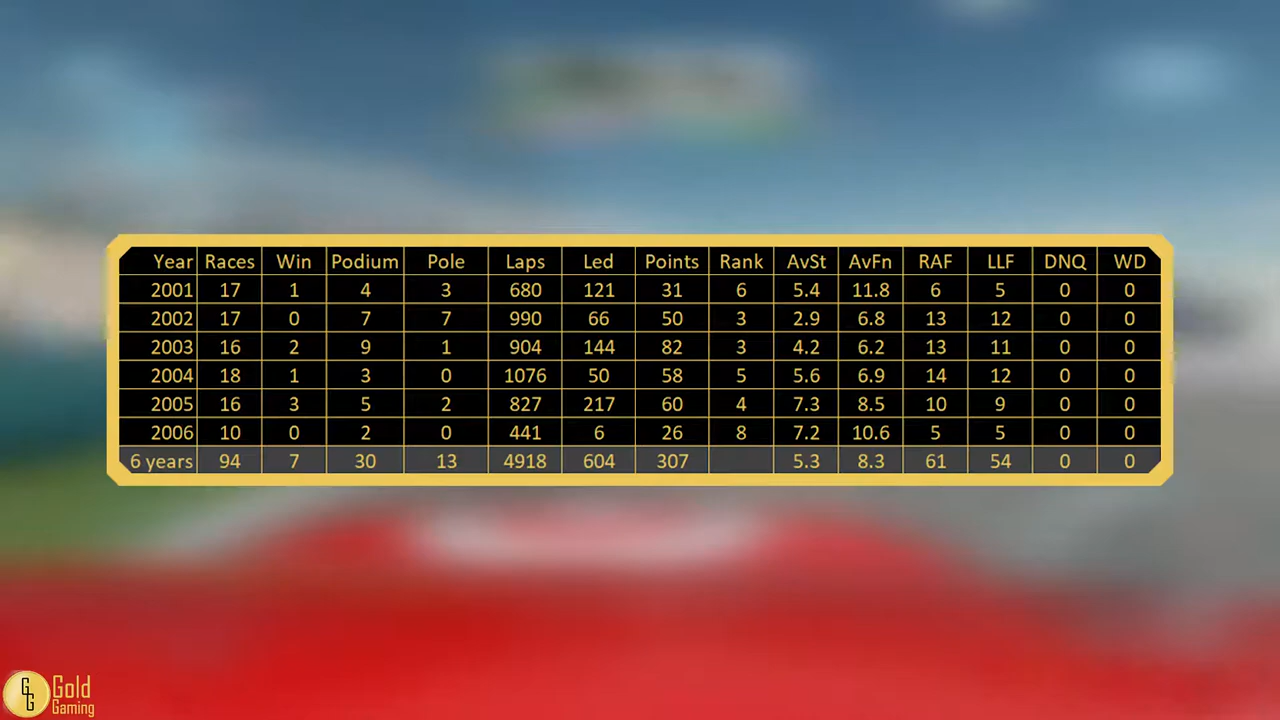 Year Races Win Podium Pole Laps Led Points Rank AvSt AvFn RAF LLF DNQ WD
2001 17 1 4 3 680 121 31 6 5.4 11.8 6 5 0 0
2002 17 0 7 7 990 66 50 3 2.9 6.8 13 12 0 0
2003 16 2 9 1 904 144 82 3 4.2 6.2 13 11 0 0
2004 18 1 3 0 1076 50 58 5 5.6 6.9 14 12 0 0
2005 16 3 5 2 827 217 60 4 7.3 8.5 10 9 0 0
2006 10 0 2 0 441 6 26 8 7.2 10.6 5 5 0 0
6 years 94 7 30 13 4918 604 307 5.3 8.3 61 54 0 0
GG Gold
Gaming